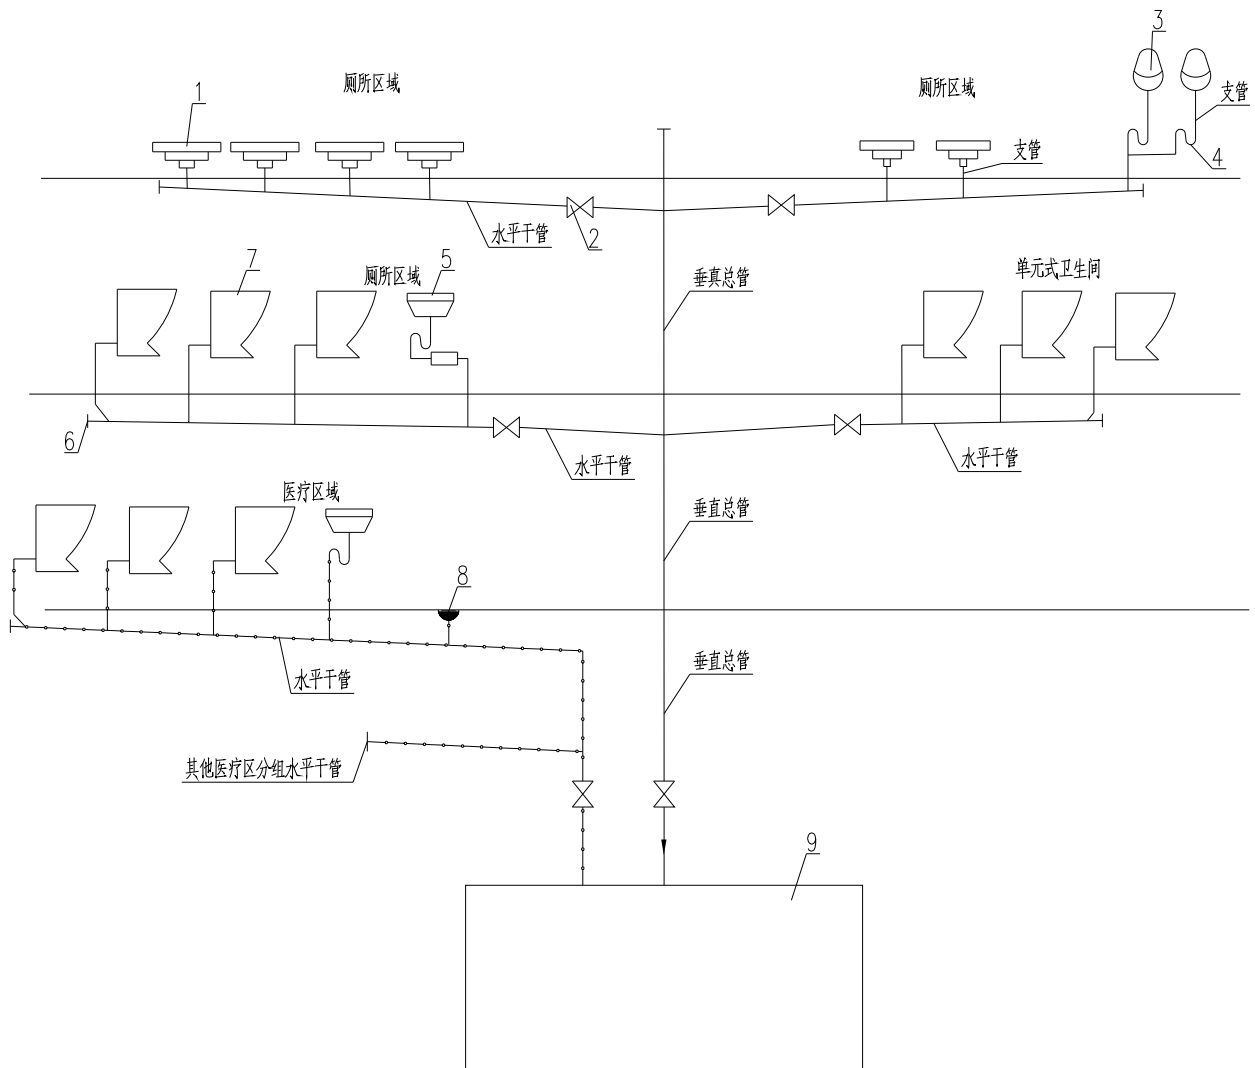 3
厕所区域
厕所区域
1
支管
支管
4
水平干管
2
7
厕所区域
5
垂真总管
单元式卫生间
6
水平干管
水平干管
医疗区域
垂直总管
8
水平干管
垂直总管
其他医疗区分组水平干管
9